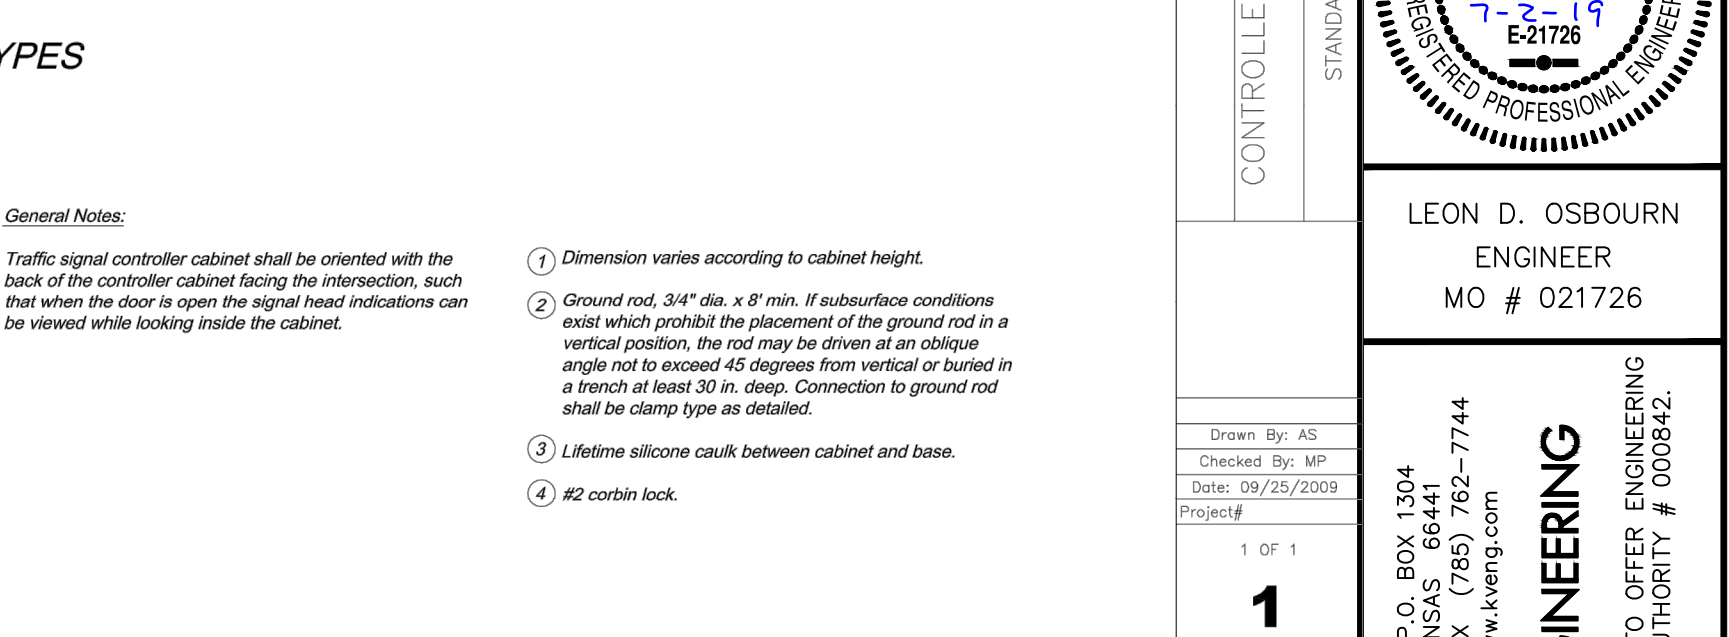 YPES
General Notes:
Traffic signal controller cabinet shall be oriented with the
back of the controller cabinet facing the intersection, such
that when the door is open the signal head indications can
be viewed while looking inside the cabinet.
1 Dimension varies according to cabinet height.
2 Ground rod, 3/4" dia. x 8' min. If subsurface conditions
exist which prohibit the placement of the ground rod in a
vertical position, the rod may be driven at an oblique
angle not to exceed 45 degrees from vertical or buried in
a trench at least 30 in. deep. Connection to ground rod
shall be clamp type as detailed.
3 Lifetime silicone caulk between cabinet and base.
4 #2 corbin lock.
CONTROLLE
STANDA
Drawn By: AS
Checked By: MP
Date: 09/25/2009
Project#
1 OF 1
1
7-2-19
E-21726
REGISTERED PROFESSIONAL ENGINEER
LEON D. OSBOURN
ENGINEER
MO # 021726
P.O. BOX 1304
NSAS 66441
X (785) 762-7744
w.kveng.com
GINEERING
TO OFFER ENGINEERING
UTHORITY # 000842.